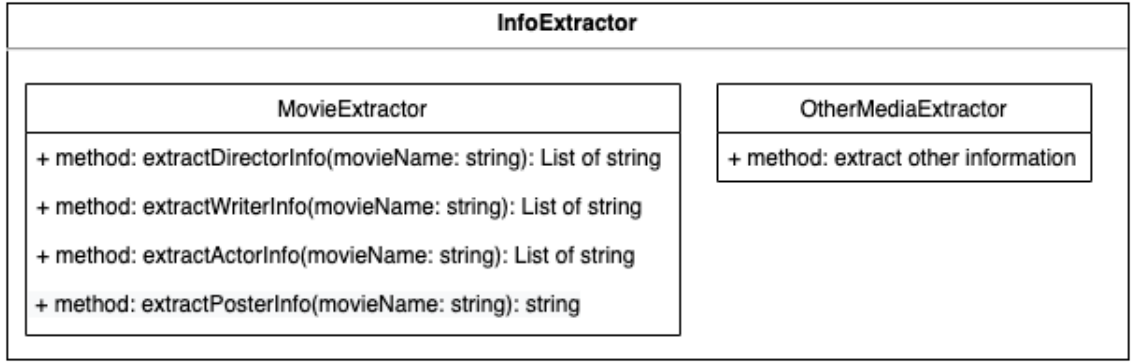 InfoExtractor
MovieExtractor
+ method: extractDirectorInfo(movieName: string): List of string
+ method: extractWriterInfo(movieName: string): List of string
+ method: extractActorInfo(movieName: string): List of string
+ method: extractPosterInfo(movieName: string): string
OtherMediaExtractor
+ method: extract other information